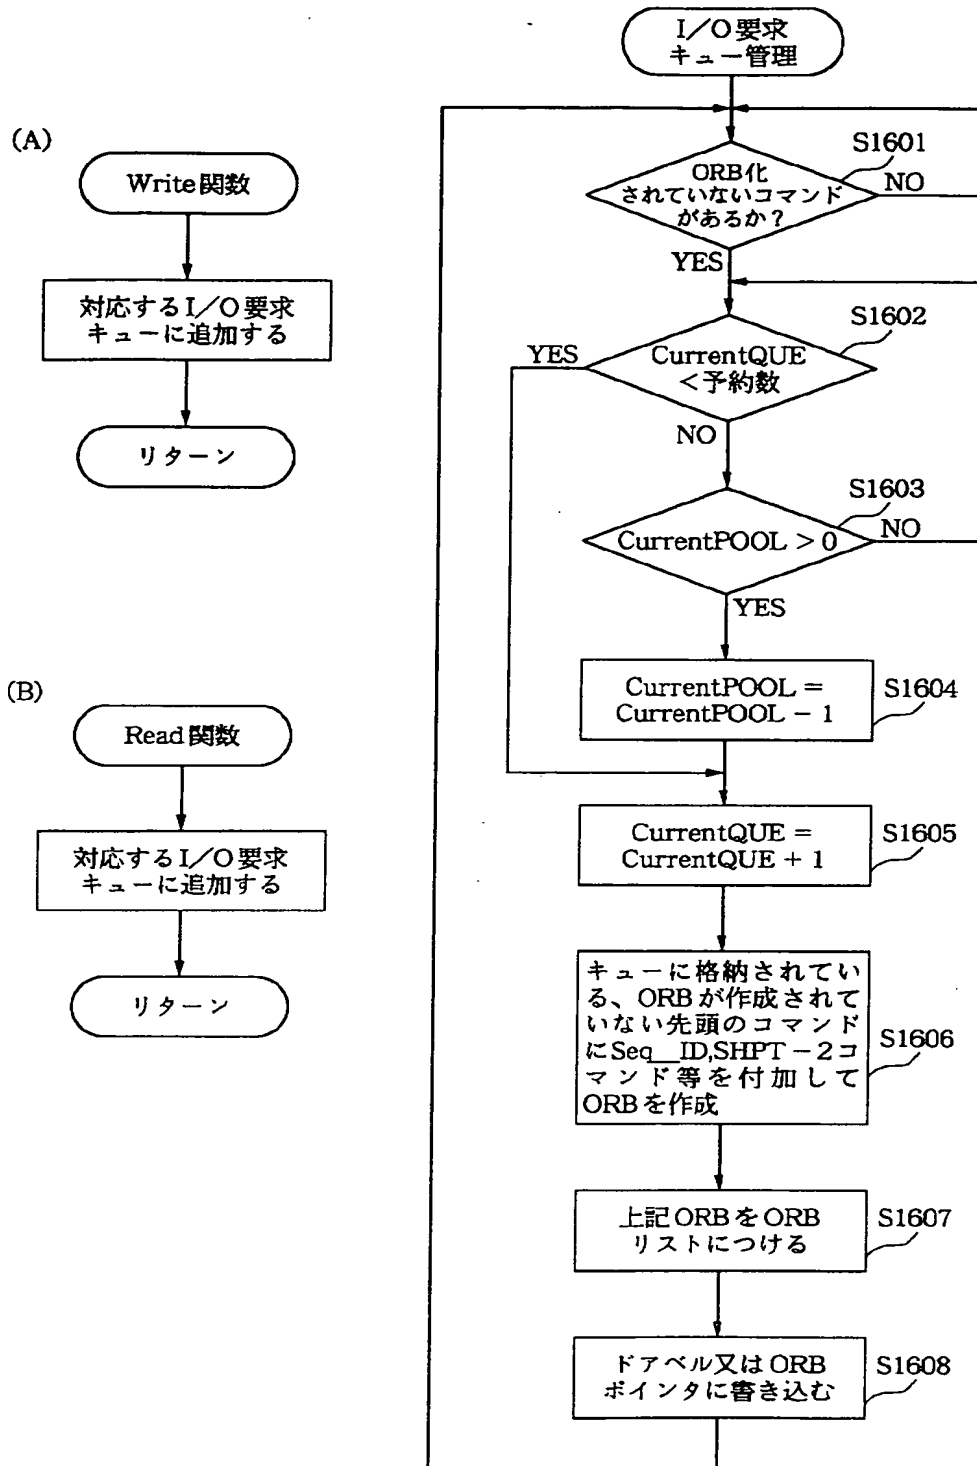 (A)
Write関数
対応するI/O要求
キューに追加する
リターン
(B)
Read関数
対応するI/O要求
キューに追加する
リターン
I/O要求
キュー管理
S1601
ORB化
されていないコマンド
があるか?
NO
YES
S1602
YES
CurrentQUE
<予約数
NO
S1603
CurrentPOOL > 0
NO
YES
CurrentPOOL =
CurrentPOOL - 1
S1604
CurrentQUE =
CurrentQUE + 1
S1605
キューに格納されてい
る、ORBが作成されて
いない先頭のコマンド
にSeq__ID,SHPT-2コ
マンド等を付加して
ORBを作成
S1606
上記ORBをORB
リストにつける
S1607
ドアベル又はORB
ポインタに書き込む
S1608